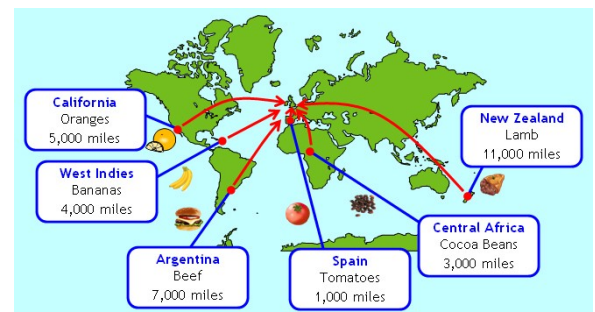 California
Oranges
5,000 miles
West Indies
Bananas
4,000 miles
Argentina
Beef
7,000 miles
Spain
Tomatoes
1,000 miles
Central Africa
Cocoa Beans
3,000 miles
New Zealand
Lamb
11,000 miles